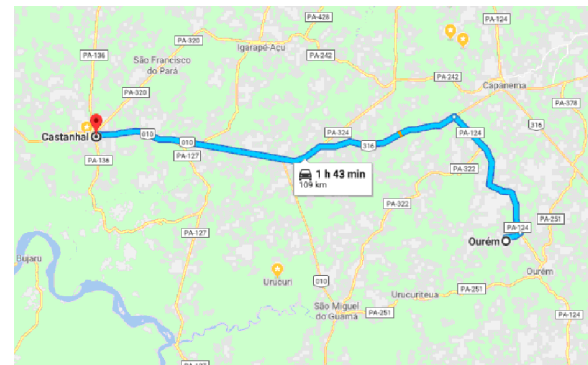 PA-426
PA-124
PA-136
PA-320
Igarapé-Açu
São Francisco
do Pará
PA-242
PA-242
Capanema
PA-320
PA-378
316
Castanhal
010
PA-324
316
PA-124
010
PA-127
PA-136
1 h 43 min
109 km
PA-322
PA-322
PA-251
PA-124
PA-127
Ourém
Bujaru
Ourém
Urucuri
010
PA-251
Urucuriteua
São Miguel
do Guamá
PA-251
PA-124